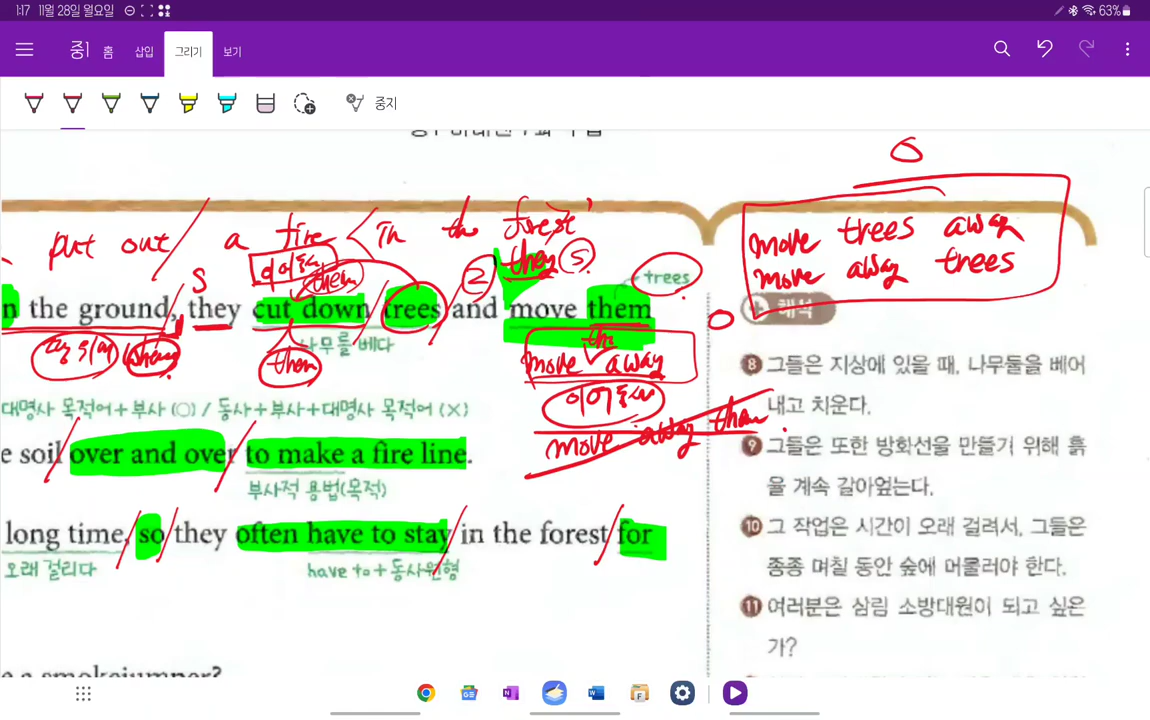 1:17 11월 28일 월요일
63%
중1 홈 삽입 그리기 보기
중지
put out a fire In the forest
이어동사 them
they S
trees
S
2
n the ground, they cut down trees and move them
나무를 베다
them
move away
이어동사
move away them
대명사 목적어+부사(○) / 동사+부사+대명사 목적어(×)
e soil over and over to make a fire line.
부사적 용법(목적)
long time, so they often have to stay in the forest for
오래 걸리다
have to+동사원형
e a smokejumper?
O
move trees away
move away trees
O
해석
8 그들은 지상에 있을 때, 나무들을 베어
내고 치운다.
9 그들은 또한 방화선을 만들기 위해 흙
을 계속 갈아엎는다.
10 그 작업은 시간이 오래 걸려서, 그들은
종종 며칠 동안 숲에 머물러야 한다.
11 여러분은 삼림 소방대원이 되고 싶은
가?